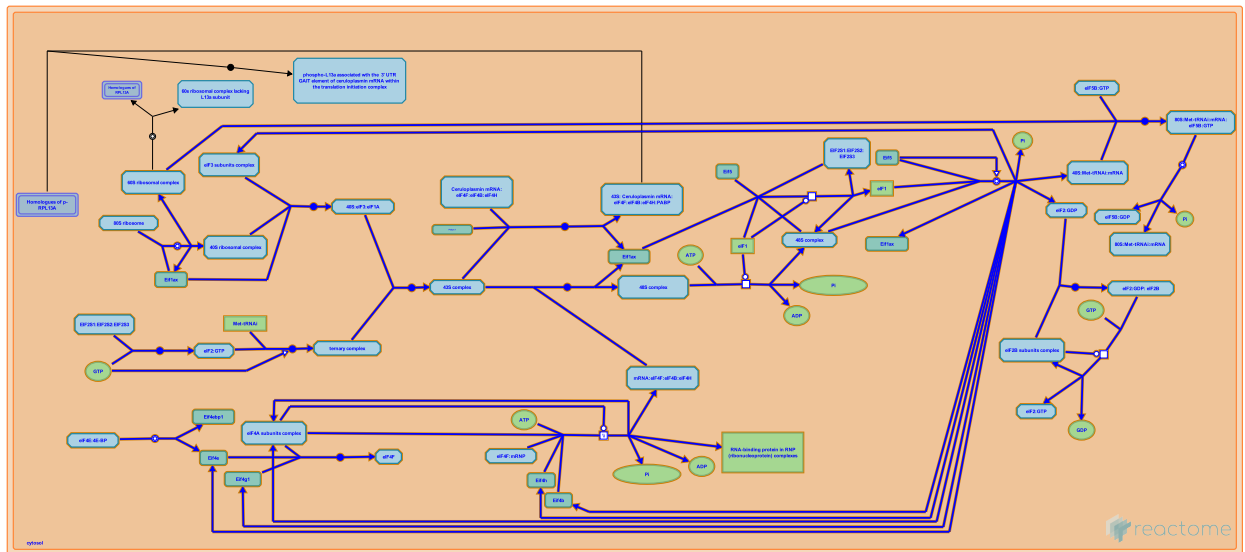 Homologues of
RPL13A
60s ribosomal complex lacking
L13a subunit
phospho-L13a associated with the 3' UTR
GAIT element of ceruloplasmin mRNA within
the translation initiation complex
Homologues of p-
RPL13A
60S ribosomal complex
eIF3 subunits complex
80S ribosome
40S ribosomal complex
Eif1ax
40S:eIF3:eIF1A
Ceruloplasmin mRNA:
eIF4F:eIF4B:eIF4H
43S: Ceruloplasmin mRNA:
eIF4F:eIF4B:eIF4H:PABP
Eif1ax
43S complex
48S complex
ATP
eIF1
Pi
ADP
Eif5
EIF2S1:EIF2S2:
EIF2S3
Eif5
eIF1
48S complex
Eif1ax
Pi
eIF5B:GTP
80S:Met-tRNAi:mRNA:
eIF5B:GTP
40S:Met-tRNAi:mRNA
eIF2:GDP
eIF5B:GDP
Pi
80S:Met-tRNAi:mRNA
eIF2:GDP: eIF2B
GTP
eIF2B subunits complex
eIF2:GTP
GDP
EIF2S1:EIF2S2:EIF2S3
GTP
eIF2:GTP
Met-tRNAi
ternary complex
mRNA:eIF4F:eIF4B:eIF4H
eIF4E:4E-BP
Eif4ebp1
Eif4e
Eif4g1
eIF4A subunits complex
eIF4F
ATP
eIF4F:mRNP
Eif4h
Eif4b
Pi
ADP
RNA-binding protein in RNP
(ribonucleoprotein) complexes
cytosol
reactome